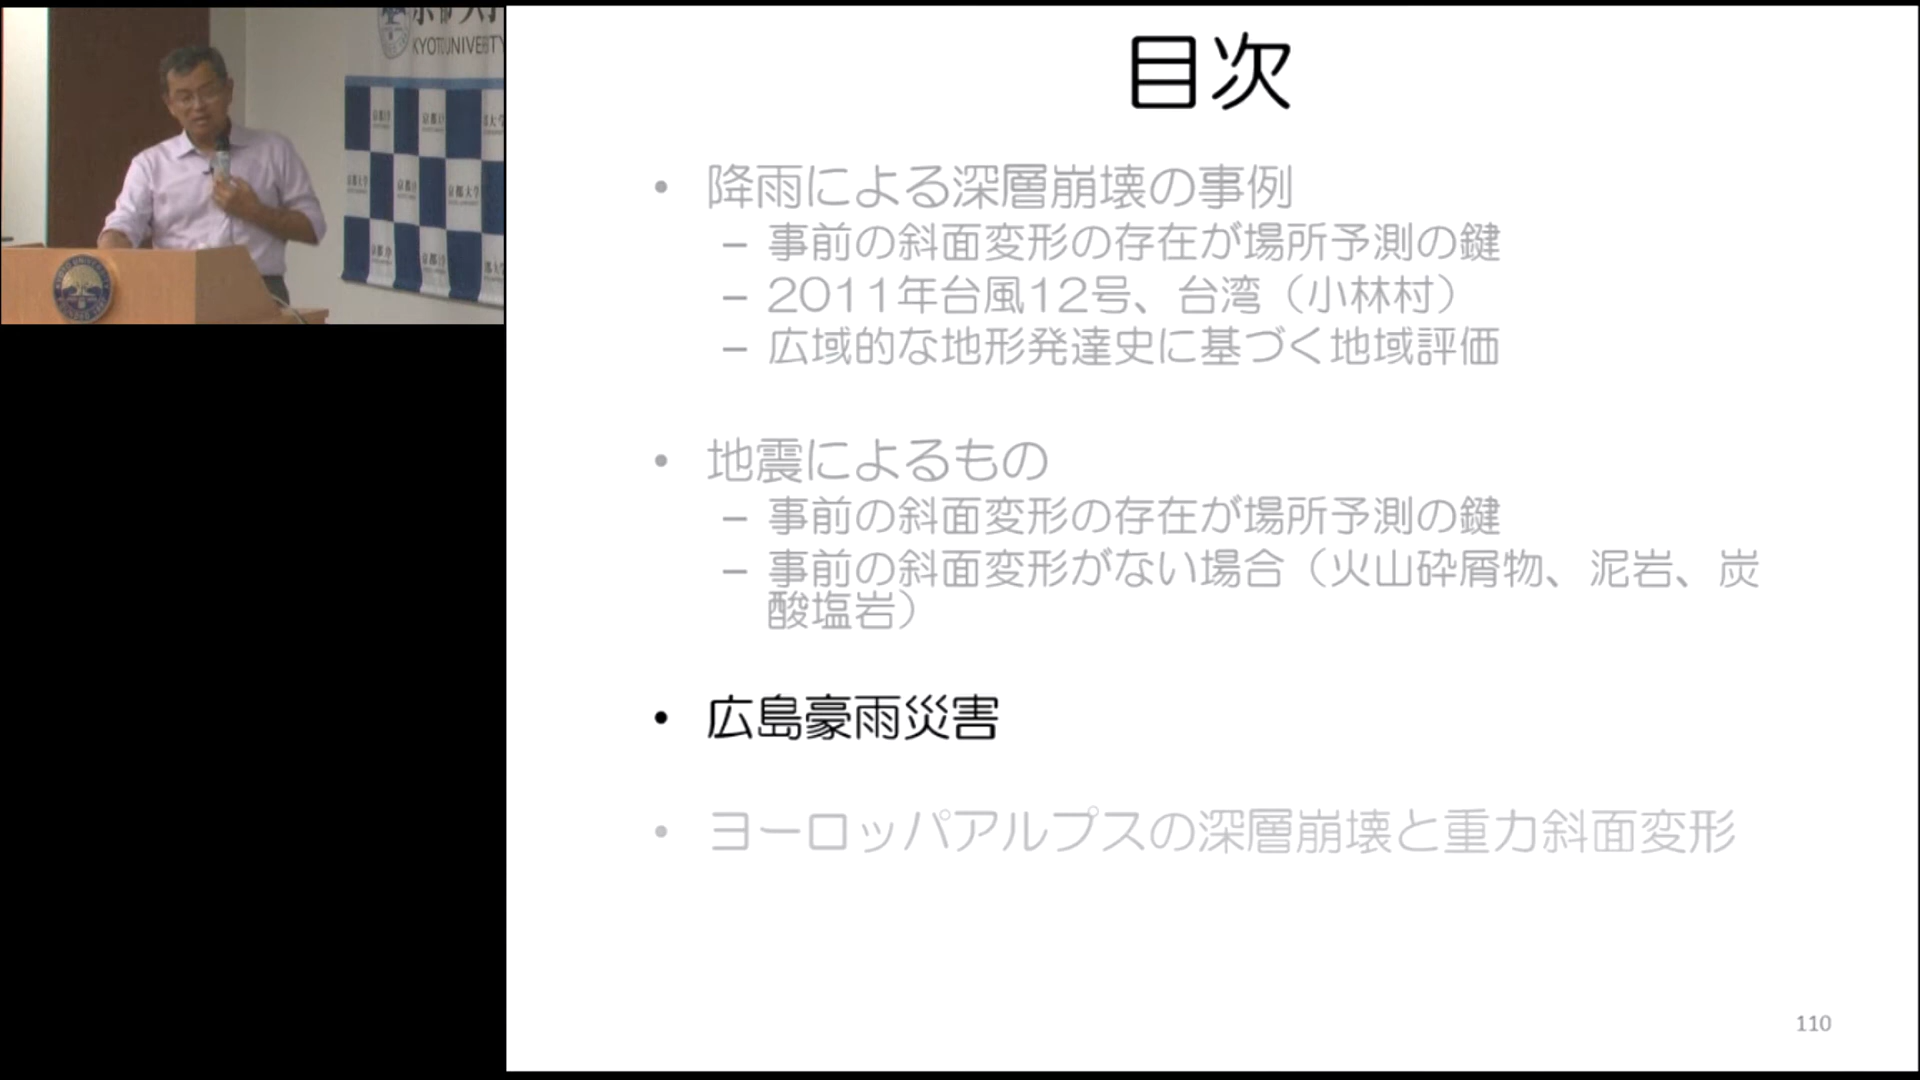 京都大学
KYOTO UNIVERSITY
目次
• 降雨による深層崩壊の事例
– 事前の斜面変形の存在が場所予測の鍵
– 2011年台風12号、台湾（小林村）
– 広域的な地形発達史に基づく地域評価
• 地震によるもの
– 事前の斜面変形の存在が場所予測の鍵
– 事前の斜面変形がない場合（火山砕屑物、泥岩、炭
酸塩岩）
• 広島豪雨災害
• ヨーロッパアルプスの深層崩壊と重力斜面変形
110